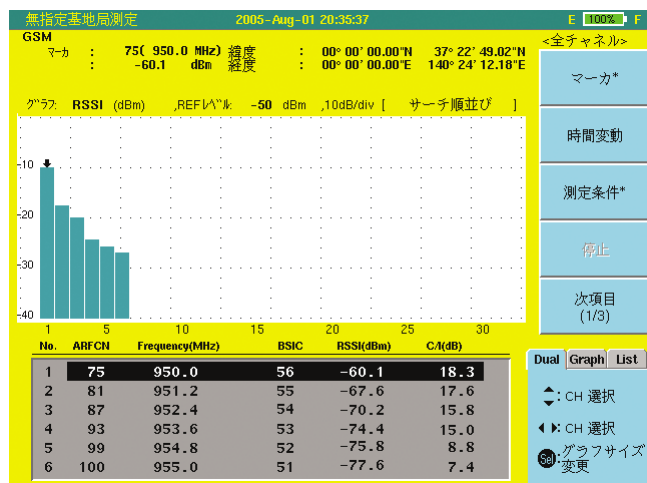 無指定基地局測定 2005-Aug-01 20:35:37 E 100% F
GSM
マーカ : 75( 950.0 MHz) 緯度 : 00° 00' 00.00"N 37° 22' 49.02"N
: -60.1 dBm 経度 : 00° 00' 00.00"E 140° 24' 12.18"E
グラフ: RSSI (dBm) ,REFレベル: -50 dBm ,10dB/div [ サーチ順並び ]
-10
-20
-30
-40
1 5 10 15 20 25 30
No. ARFCN Frequency(MHz) BSIC RSSI(dBm) C/I(dB)
1 75 950.0 56 -60.1 18.3
2 81 951.2 55 -67.6 17.6
3 87 952.4 54 -70.2 15.8
4 93 953.6 53 -74.4 15.0
5 99 954.8 52 -75.8 8.8
6 100 955.0 51 -77.6 7.4
<全チャネル>
マーカ*
時間変動
測定条件*
停止
次項目
(1/3)
Dual Graph List
: CH 選択
: CH 選択
Sel:グラフサイズ
変更